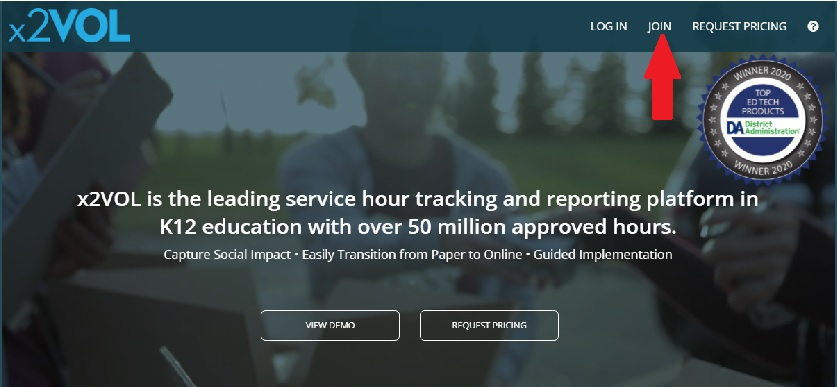 x2VOL
LOG IN JOIN REQUEST PRICING ?
WINNER 2020
TOP
ED TECH
PRODUCTS
DA District
Administration
WINNER 2020
x2VOL is the leading service hour tracking and reporting platform in
K12 education with over 50 million approved hours.
Capture Social Impact - Easily Transition from Paper to Online - Guided Implementation
VIEW DEMO REQUEST PRICING